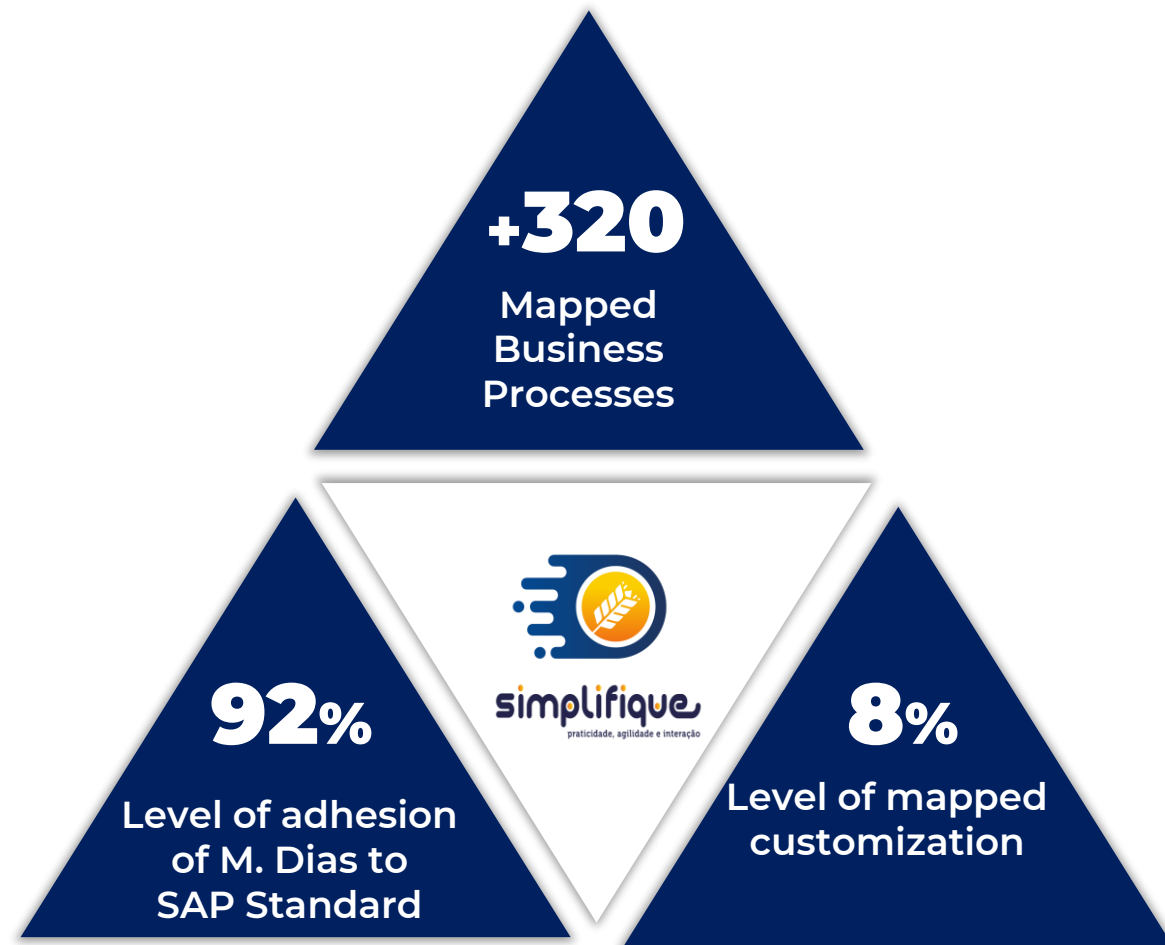 +320
Mapped
Business
Processes
92%
Level of adhesion
of M. Dias to
SAP Standard
simplifique
praticidade, agilidade e interação
8%
Level of mapped
customization